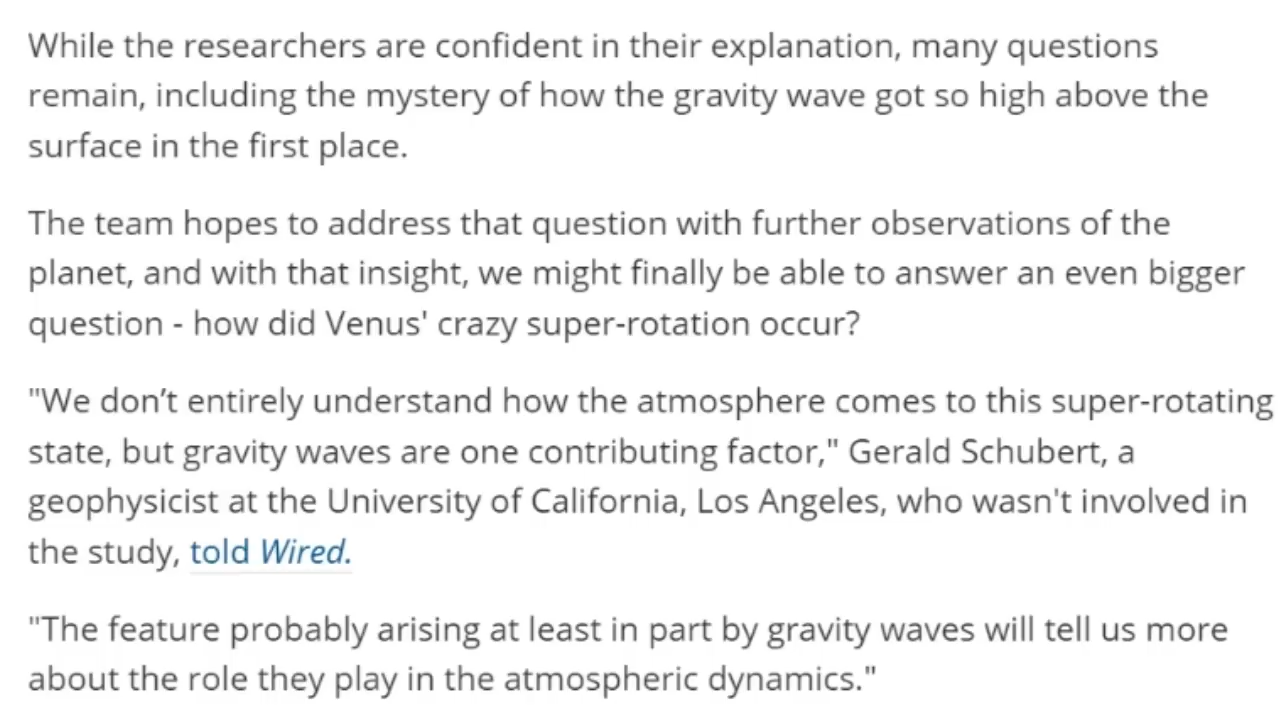 While the researchers are confident in their explanation, many questions
remain, including the mystery of how the gravity wave got so high above the
surface in the first place.
The team hopes to address that question with further observations of the
planet, and with that insight, we might finally be able to answer an even bigger
question - how did Venus' crazy super-rotation occur?
"We don’t entirely understand how the atmosphere comes to this super-rotating
state, but gravity waves are one contributing factor," Gerald Schubert, a
geophysicist at the University of California, Los Angeles, who wasn't involved in
the study, told Wired.
"The feature probably arising at least in part by gravity waves will tell us more
about the role they play in the atmospheric dynamics."